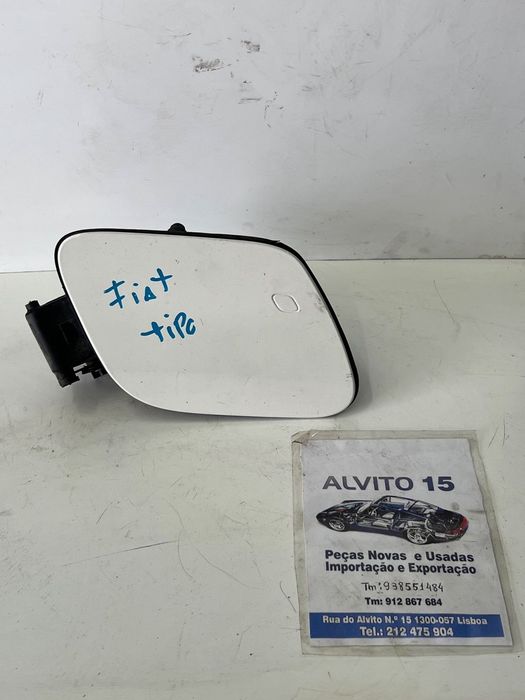 Fiat
tipo
ALVITO 15
Peças Novas e Usadas
Importação e Exportação
Tm: 938551484
Tm: 912 867 684
Rua do Alvito N.º 15 1300-057 Lisboa
Tel.: 212 475 904